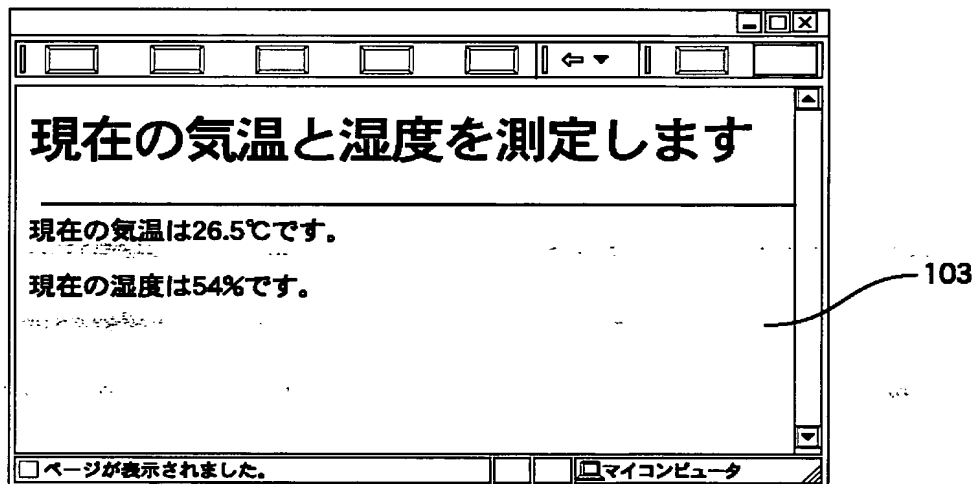 現在の気温と湿度を測定します
現在の気温は26.5℃です。
現在の湿度は54%です。
103
ページが表示されました。
マイコンピュータ